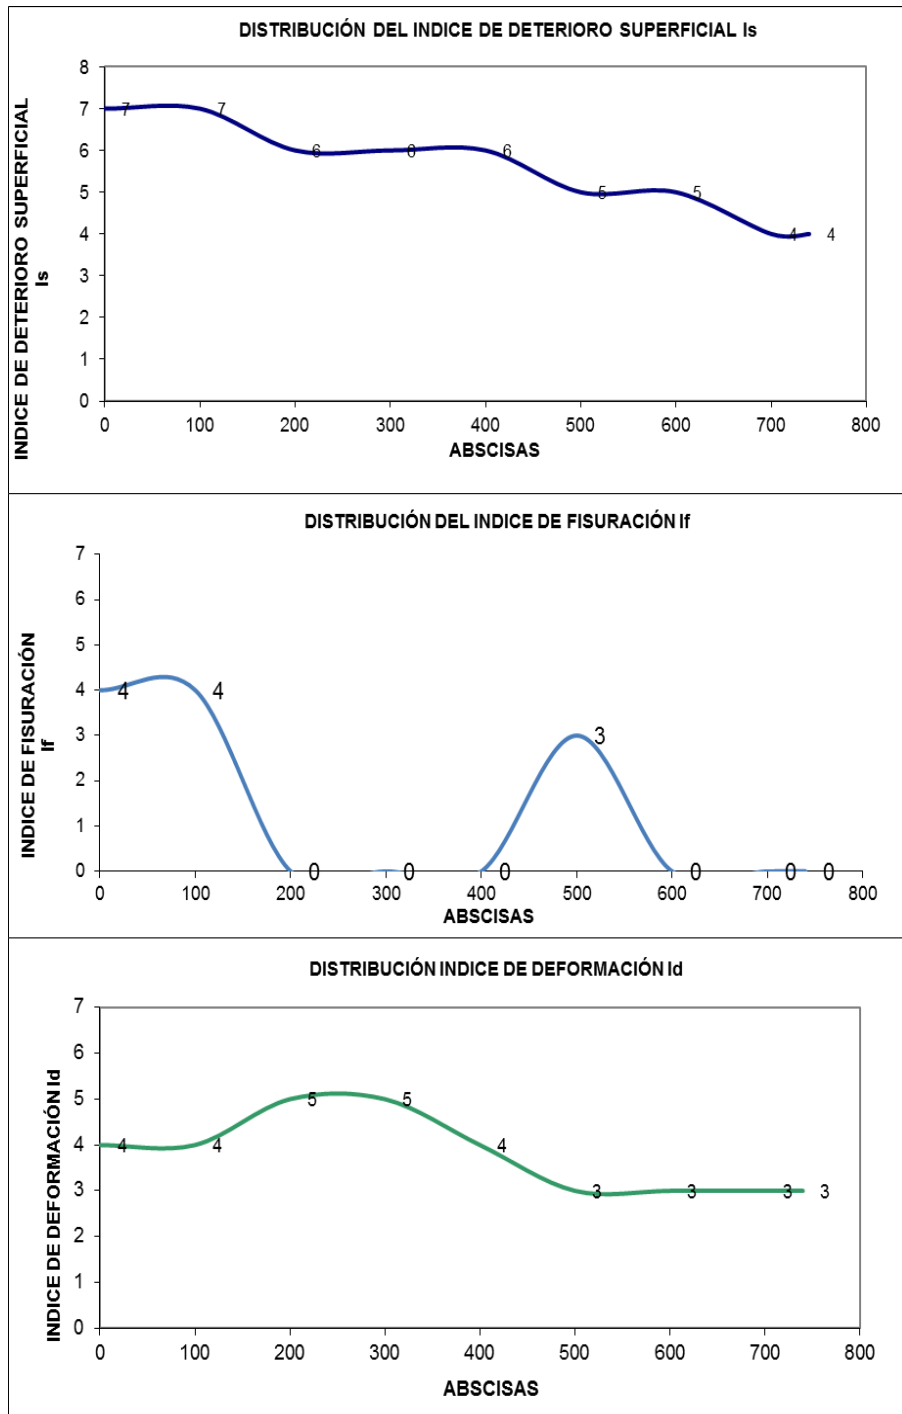 DISTRIBUCIÓN DEL INDICE DE DETERIORO SUPERFICIAL Is
INDICE DE DETERIORO SUPERFICIAL
Is
8
7
6
5
4
3
2
1
0
7 7 6 6 6 5 5 4 4
0 100 200 300 400 500 600 700 800
ABSCISAS
DISTRIBUCIÓN DEL INDICE DE FISURACIÓN If
INDICE DE FISURACIÓN
If
7
6
5
4
3
2
1
0
4 4 0 0 0 3 0 0 0
0 100 200 300 400 500 600 700 800
ABSCISAS
DISTRIBUCIÓN INDICE DE DEFORMACIÓN Id
INDICE DE DEFORMACIÓN Id
7
6
5
4
3
2
1
0
4 4 5 5 4 3 3 3 3
0 100 200 300 400 500 600 700 800
ABSCISAS